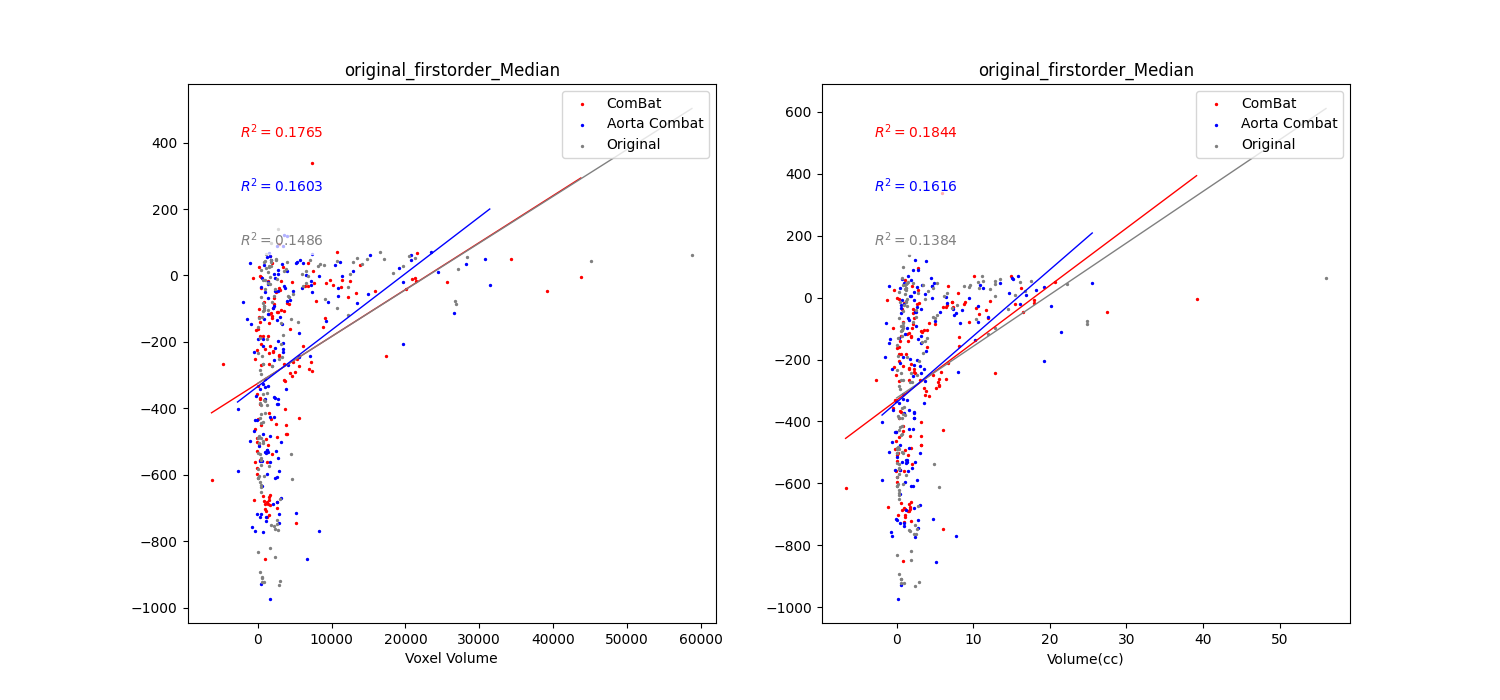 original_firstorder_Median
R² = 0.1765
R² = 0.1603
R² = 0.1486
ComBat
Aorta Combat
Original
400
200
0
−200
−400
−600
−800
−1000
0 10000 20000 30000 40000 50000 60000
Voxel Volume
original_firstorder_Median
R² = 0.1844
R² = 0.1616
R² = 0.1384
ComBat
Aorta Combat
Original
600
400
200
0
−200
−400
−600
−800
−1000
0 10 20 30 40 50
Volume(cc)